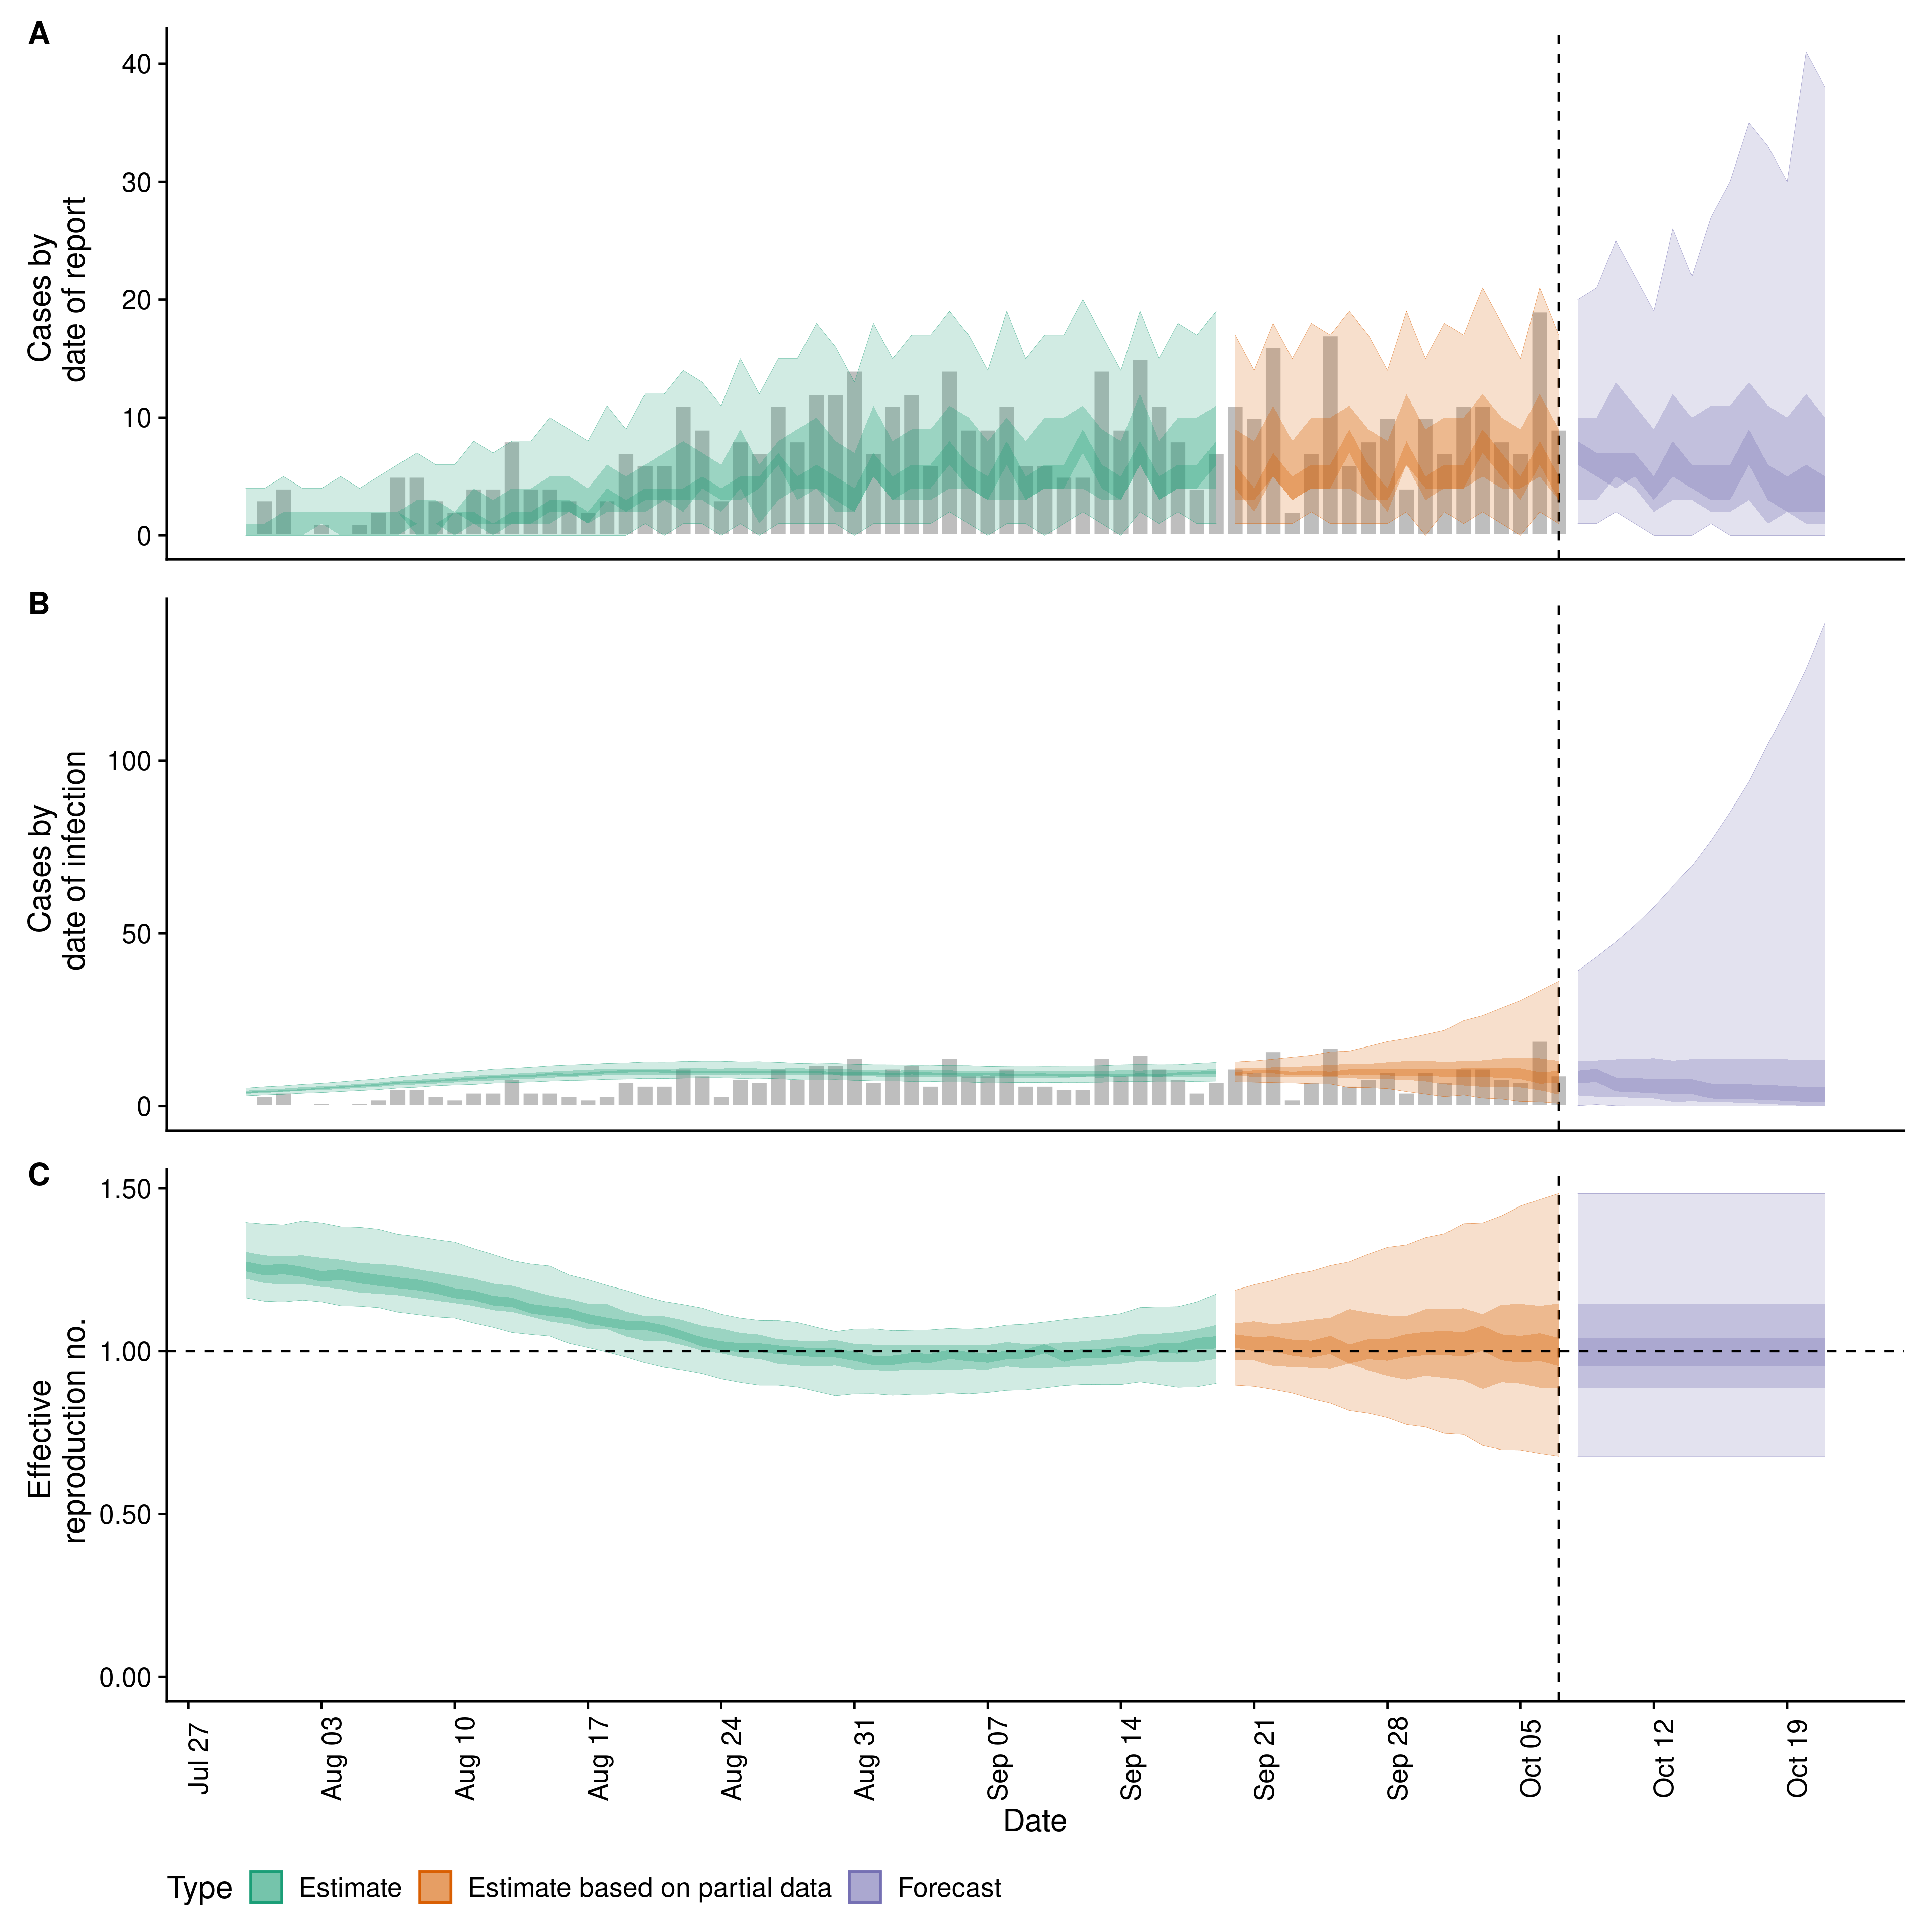 A
40
30
20
10
0
Cases by
date of report
B
100
50
0
Cases by
date of infection
C
1.50
1.00
0.50
0.00
Effective
reproduction no.
Jul 27
Aug 03
Aug 10
Aug 17
Aug 24
Aug 31
Sep 07
Sep 14
Sep 21
Sep 28
Oct 05
Oct 12
Oct 19
Date
Type Estimate Estimate based on partial data Forecast